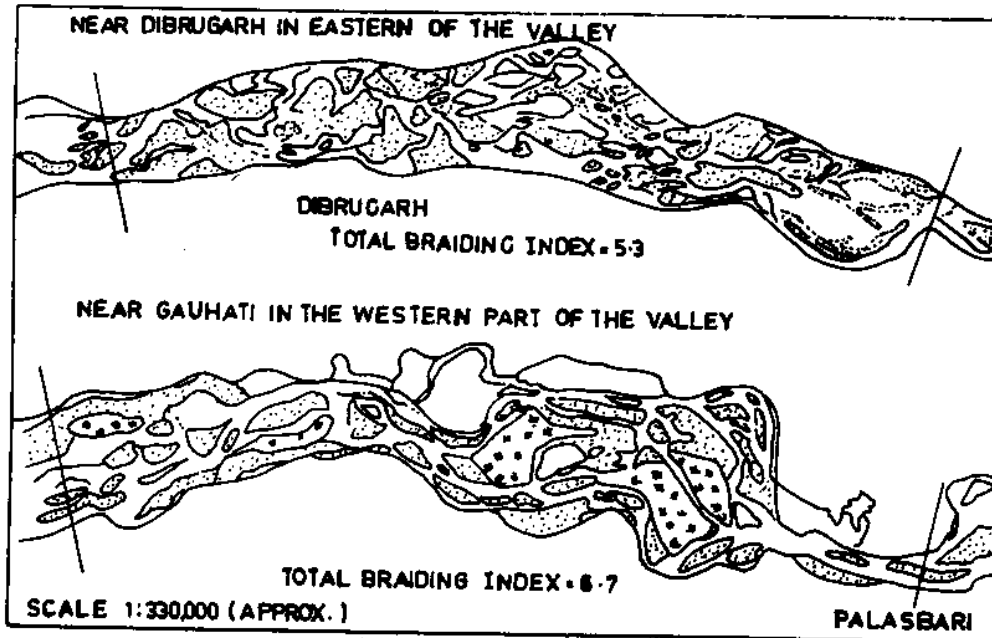 NEAR DIBRUGARH IN EASTERN OF THE VALLEY
DIBRUGARH
TOTAL BRAIDING INDEX = 5·3
NEAR GAUHATI IN THE WESTERN PART OF THE VALLEY
TOTAL BRAIDING INDEX = 6·7
SCALE 1:330,000 (APPROX.)
PALASBARI